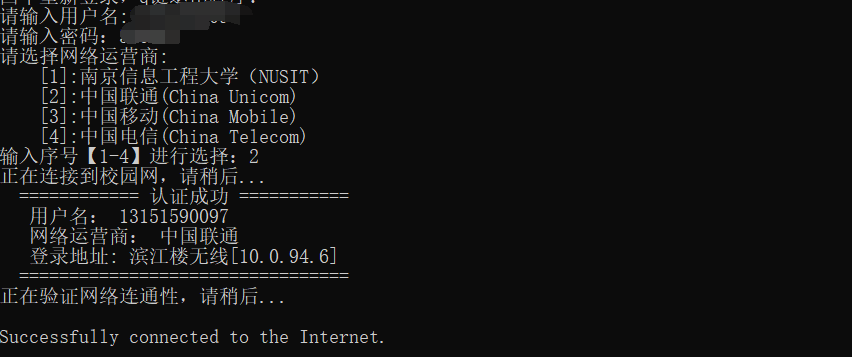 请输入用户名:
请输入密码:
请选择网络运营商:
[1]:南京信息工程大学（NUSIT）
[2]:中国联通(China Unicom)
[3]:中国移动(China Mobile)
[4]:中国电信(China Telecom)
输入序号【1-4】进行选择: 2
正在连接到校园网，请稍后...
============ 认证成功 ===========
用户名: 13151590097
网络运营商: 中国联通
登录地址: 滨江楼无线[10.0.94.6]
=================================
正在验证网络连通性，请稍后...
Successfully connected to the Internet.